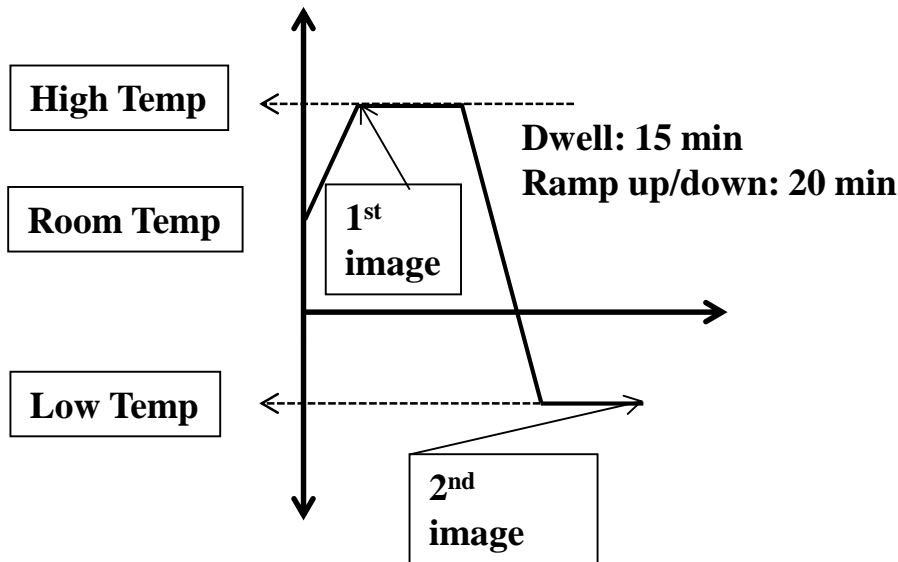 High Temp
Dwell: 15 min
Ramp up/down: 20 min
Room Temp
1st
image
Low Temp
2nd
image